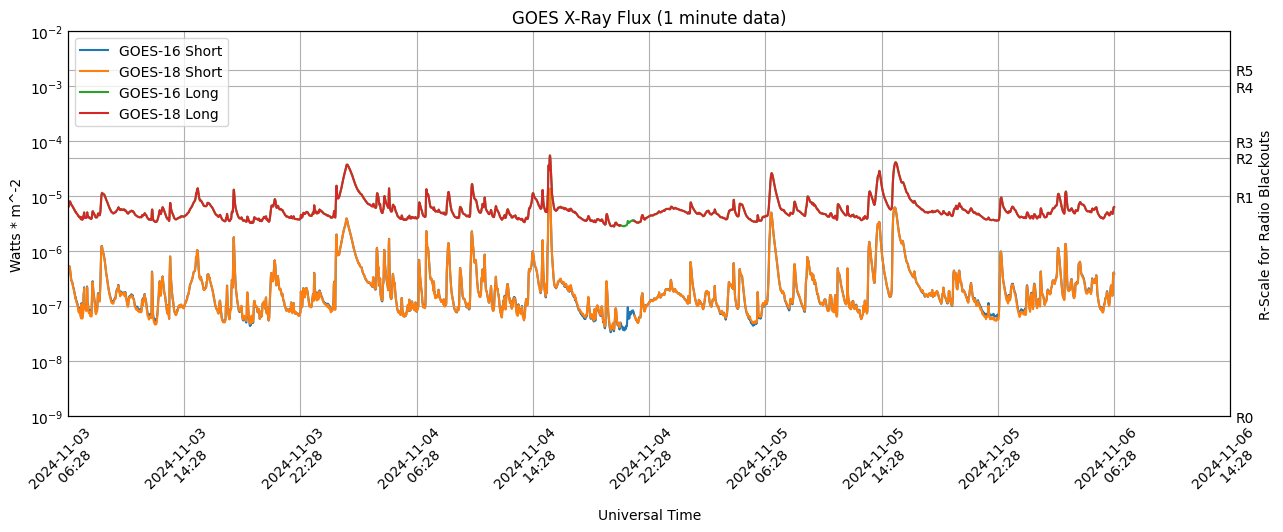 GOES X-Ray Flux (1 minute data)
GOES-16 Short
GOES-18 Short
GOES-16 Long
GOES-18 Long
Watts * m^-2
10^-2
10^-3
10^-4
10^-5
10^-6
10^-7
10^-8
10^-9
R5
R4
R3
R2
R1
R0
R-Scale for Radio Blackouts
2024-11-03
06:28
2024-11-03
14:28
2024-11-03
22:28
2024-11-04
06:28
2024-11-04
14:28
2024-11-04
22:28
2024-11-05
06:28
2024-11-05
14:28
2024-11-05
22:28
2024-11-06
06:28
2024-11-06
14:28
Universal Time